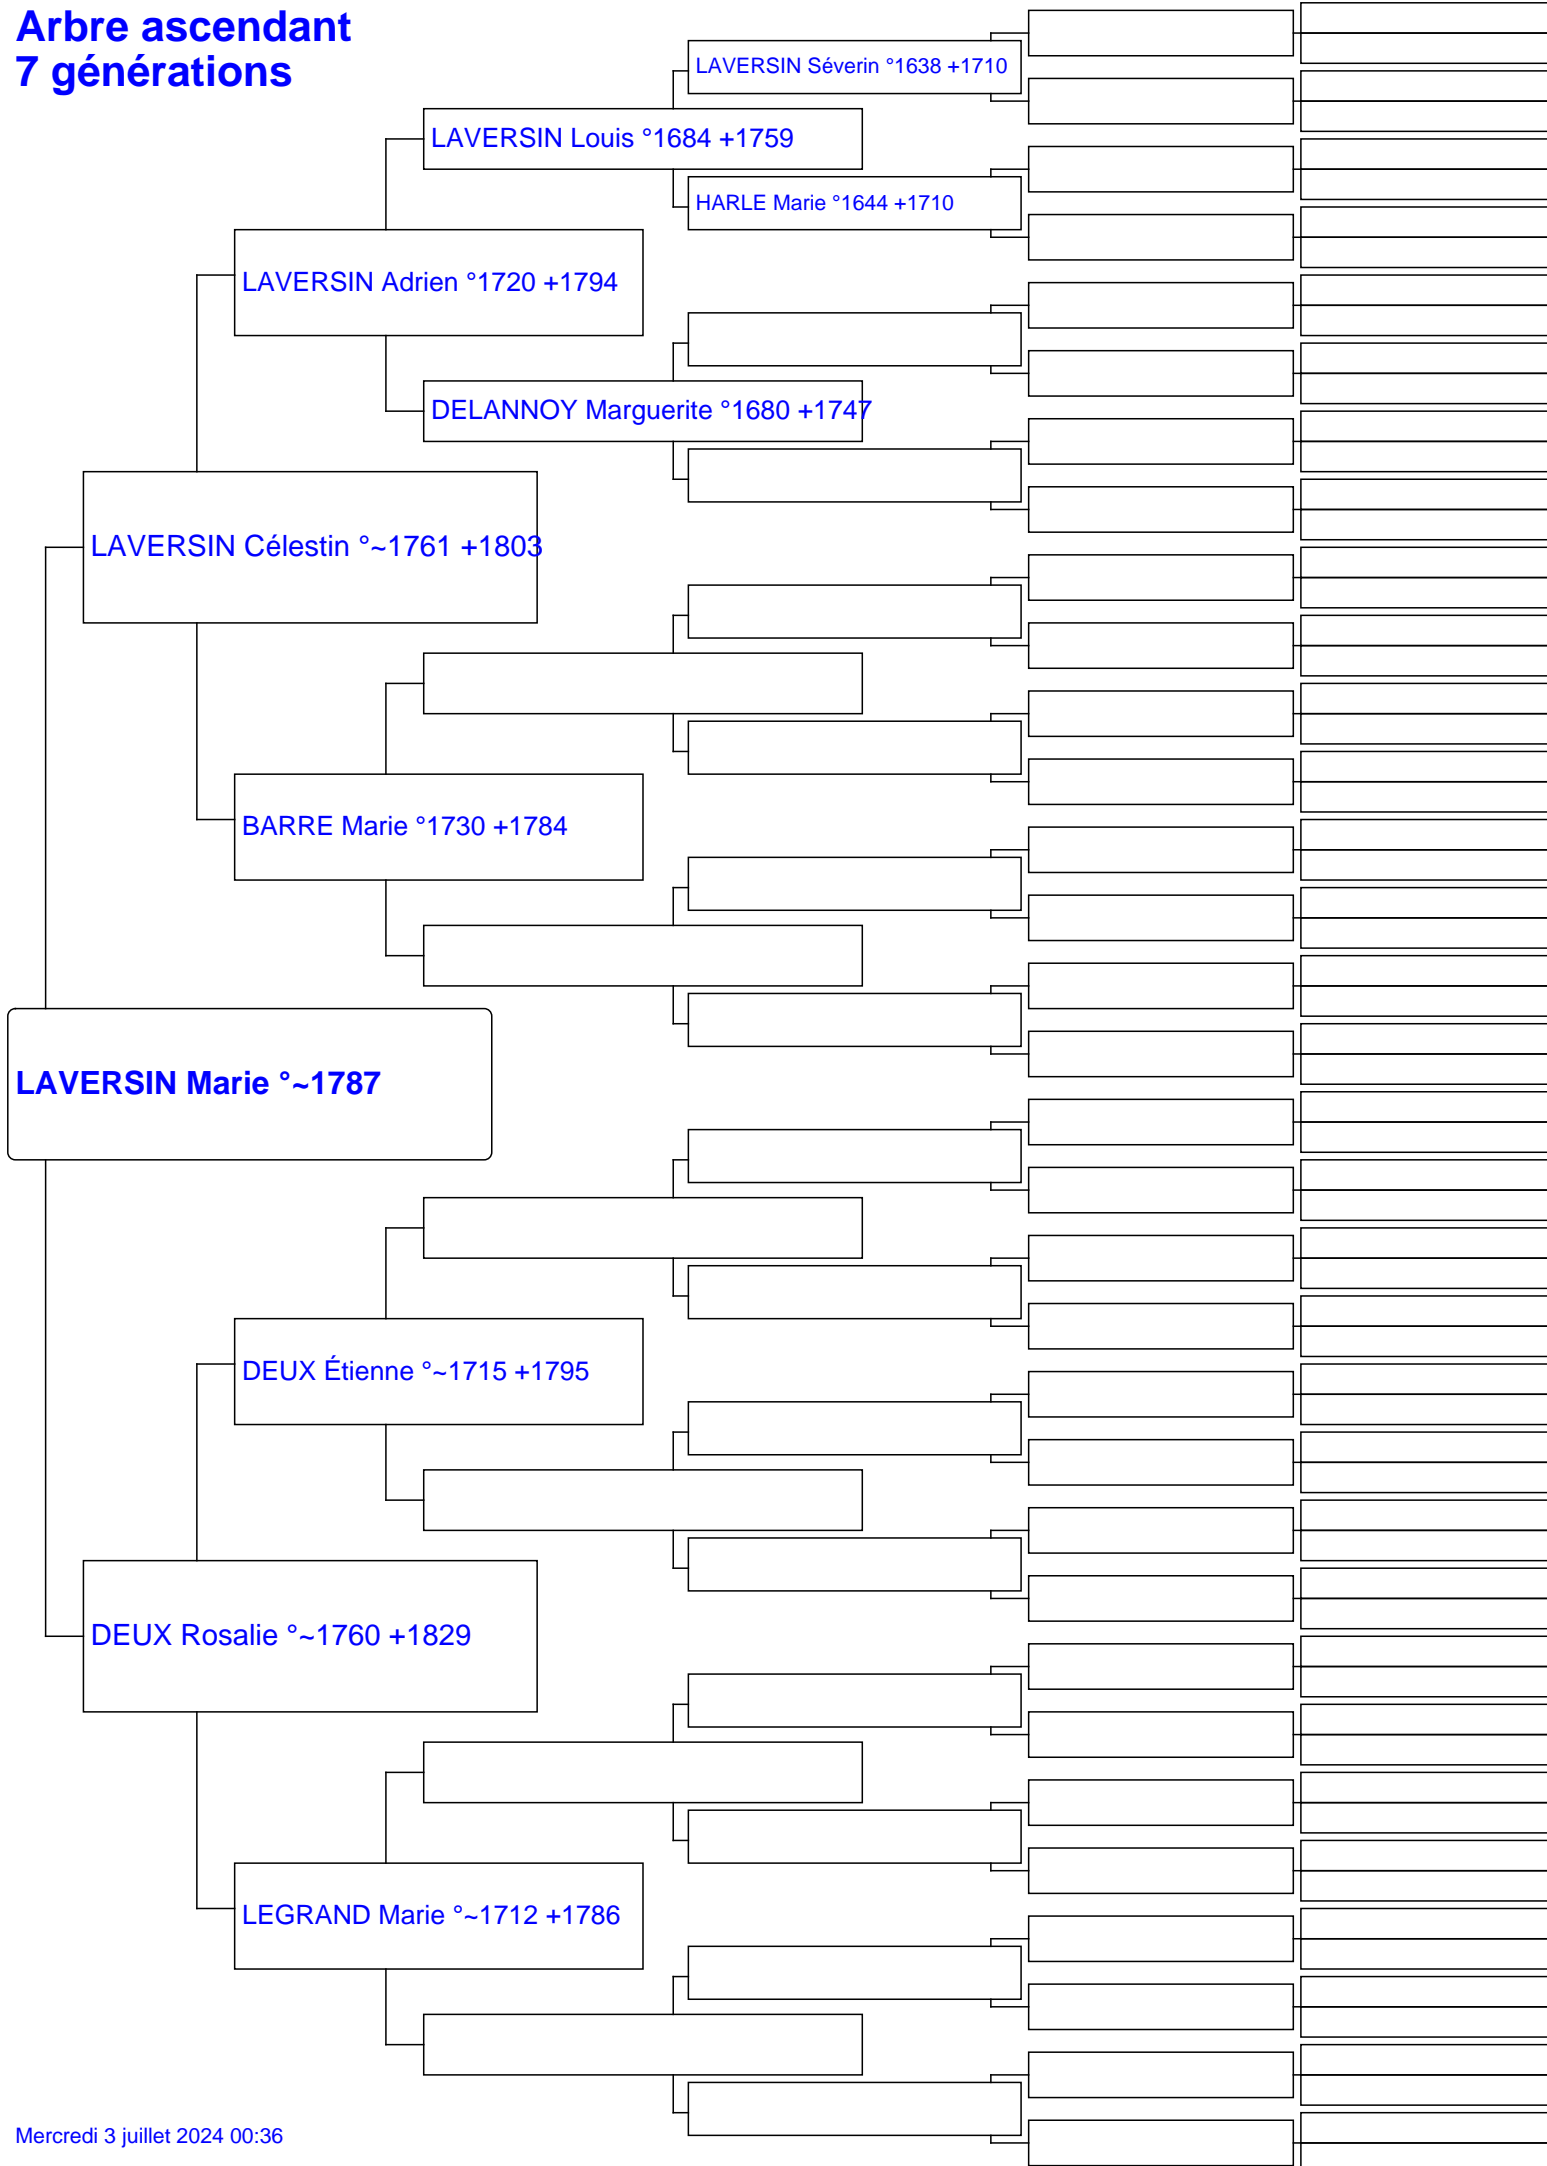 Arbre ascendant
7 générations
LAVERSIN Séverin °1638 +1710
LAVERSIN Louis °1684 +1759
HARLE Marie °1644 +1710
LAVERSIN Adrien °1720 +1794
DELANNOY Marguerite °1680 +1747
LAVERSIN Célestin °~1761 +1803
BARRE Marie °1730 +1784
LAVERSIN Marie °~1787
DEUX Étienne °~1715 +1795
DEUX Rosalie °~1760 +1829
LEGRAND Marie °~1712 +1786
Mercredi 3 juillet 2024 00:36